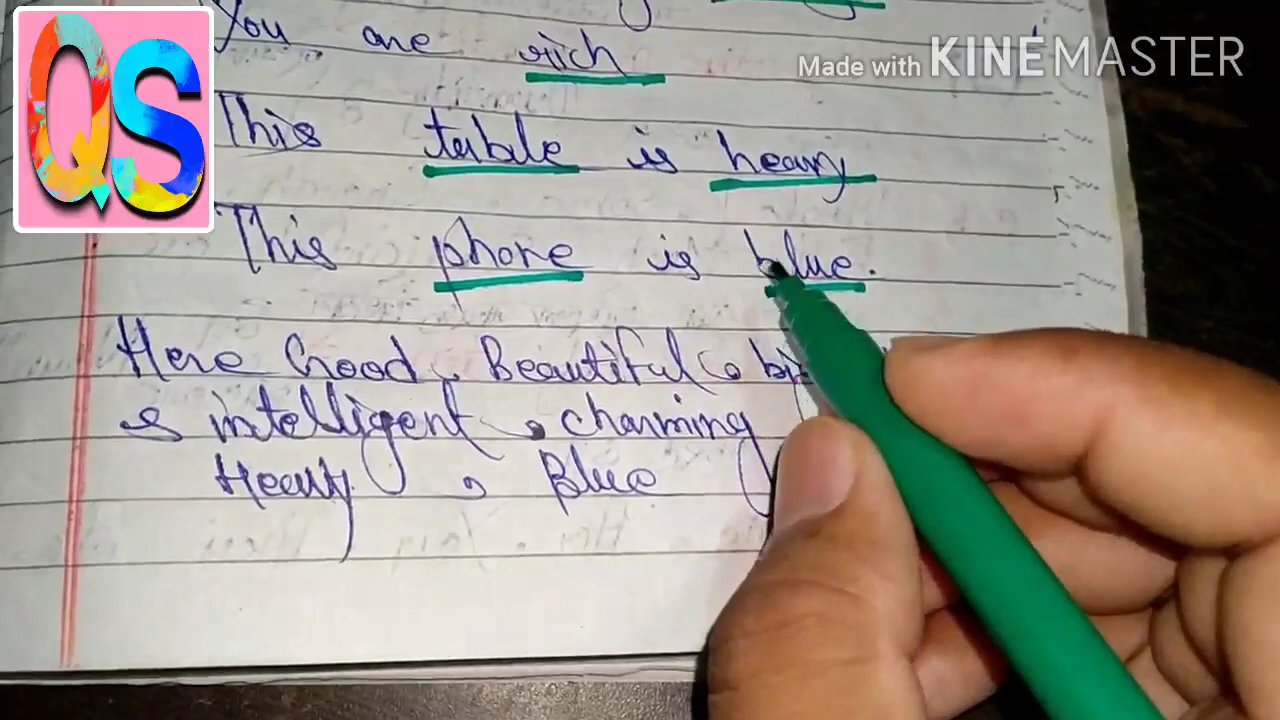 Made with KINEMASTER
QS
You are rich
This table is heavy
This phone is blue.
Here Good, Beautiful,
, intelligent, charming
Heavy, Blue